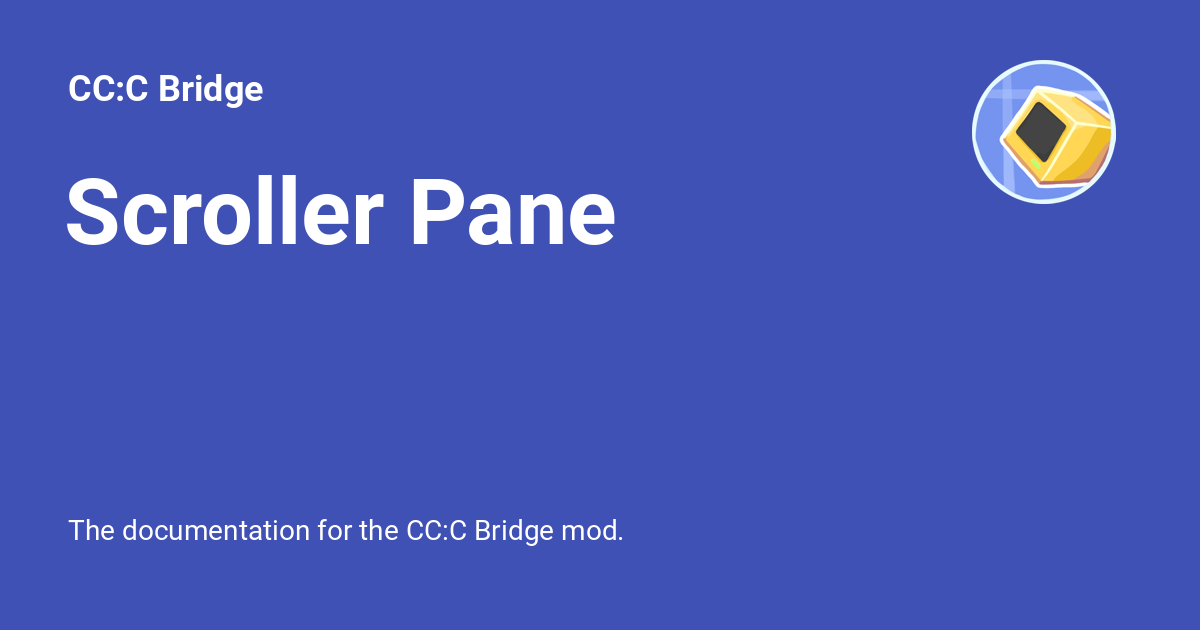 CC:C Bridge
Scroller Pane
The documentation for the CC:C Bridge mod.